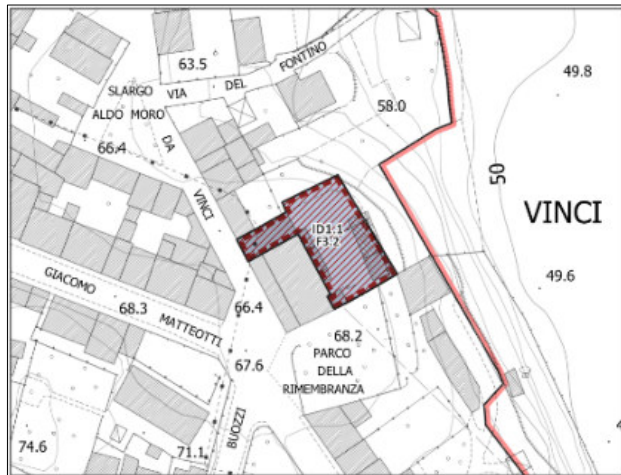 63.5
SLARGO VIA DEL FONTINO
ALDO MORO
DA VINCI
66.4
58.0
49.8
50
VINCI
ID1.1
F3.2
49.6
GIACOMO MATTEOTTI
68.3
66.4
67.6
68.2
PARCO
DELLA
RIMEMBRANZA
BUOZZI
74.6
71.1
4